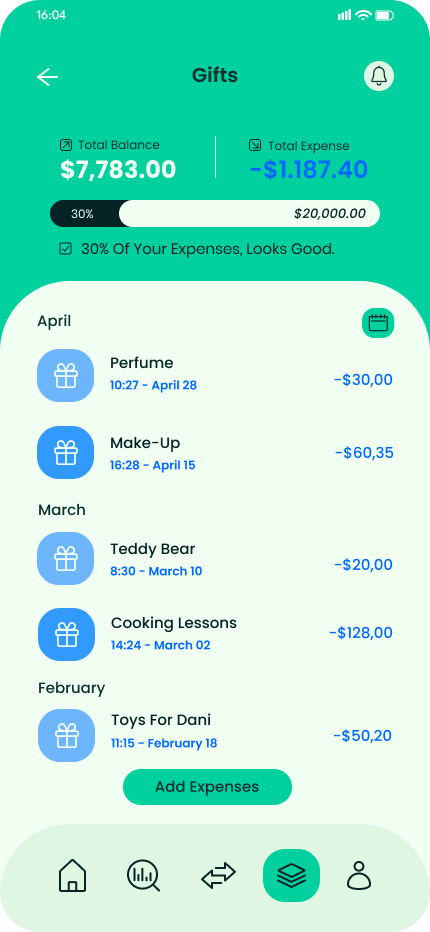 16:04
Gifts
Total Balance
Total Expense
$7,783.00
-$1.187.40
30%
$20,000.00
30% Of Your Expenses, Looks Good.
April
Perfume
10:27 - April 28
-$30,00
Make-Up
16:28 - April 15
-$60,35
March
Teddy Bear
8:30 - March 10
-$20,00
Cooking Lessons
14:24 - March 02
-$128,00
February
Toys For Dani
11:15 - February 18
-$50,20
Add Expenses